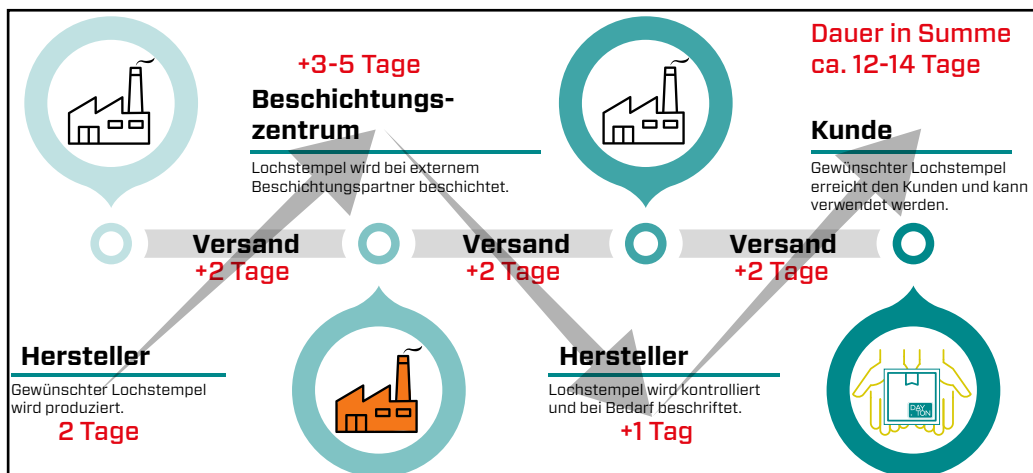 +3-5 Tage
Beschichtungs-
zentrum
Lochstempel wird bei externem
Beschichtungspartner beschichtet.
Dauer in Summe
ca. 12-14 Tage
Kunde
Gewünschter Lochstempel
erreicht den Kunden und kann
verwendet werden.
Versand
+2 Tage
Versand
+2 Tage
Versand
+2 Tage
Hersteller
Gewünschter Lochstempel
wird produziert.
2 Tage
Hersteller
Lochstempel wird kontrolliert
und bei Bedarf beschriftet.
+1 Tag
DAY
TON